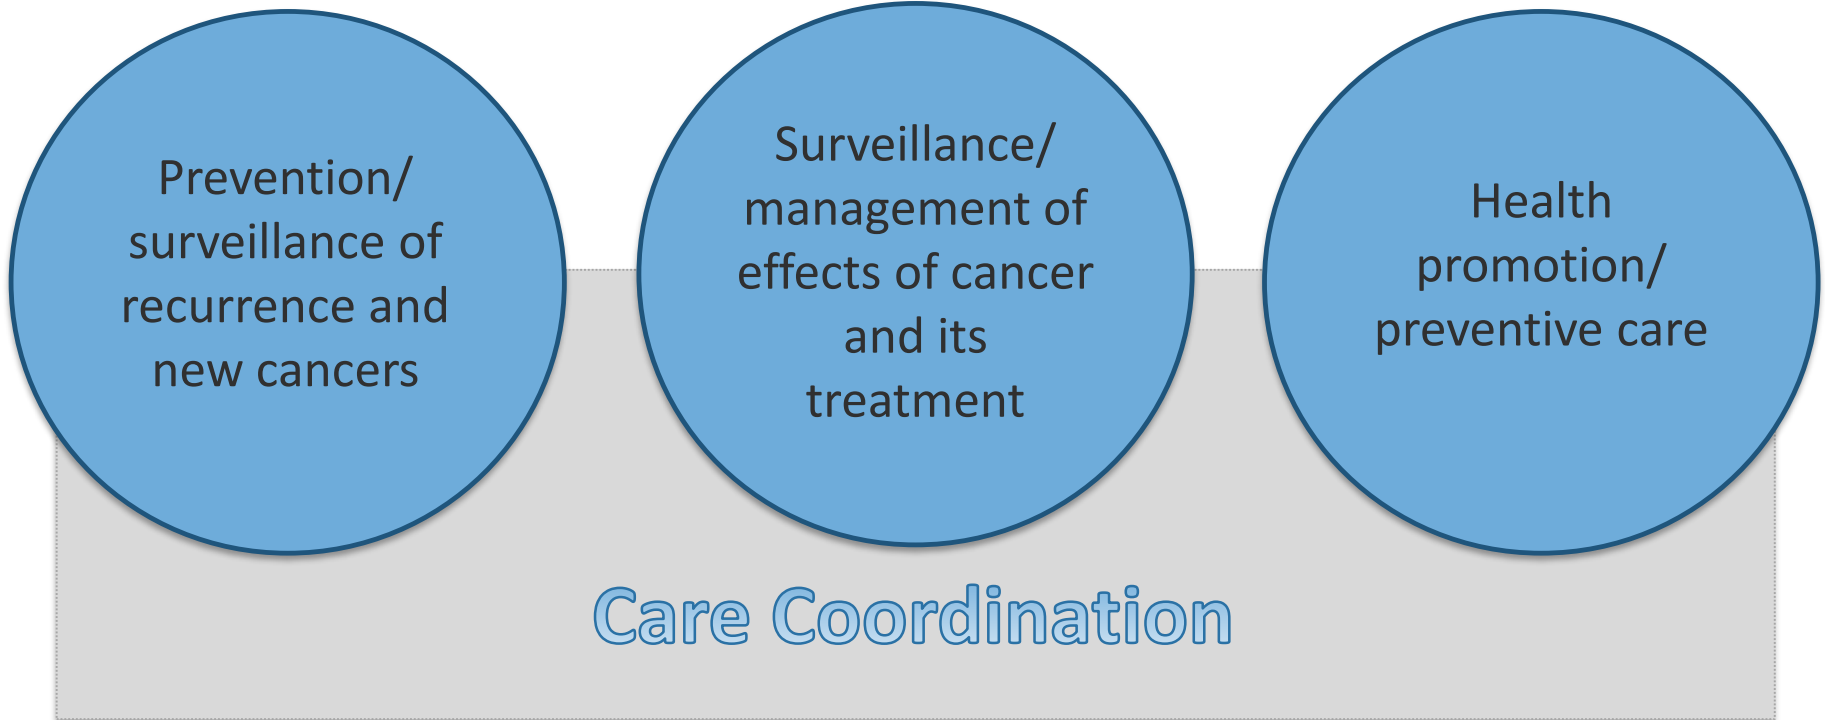 Prevention/
surveillance of
recurrence and
new cancers
Surveillance/
management of
effects of cancer
and its
treatment
Health
promotion/
preventive care
Care Coordination